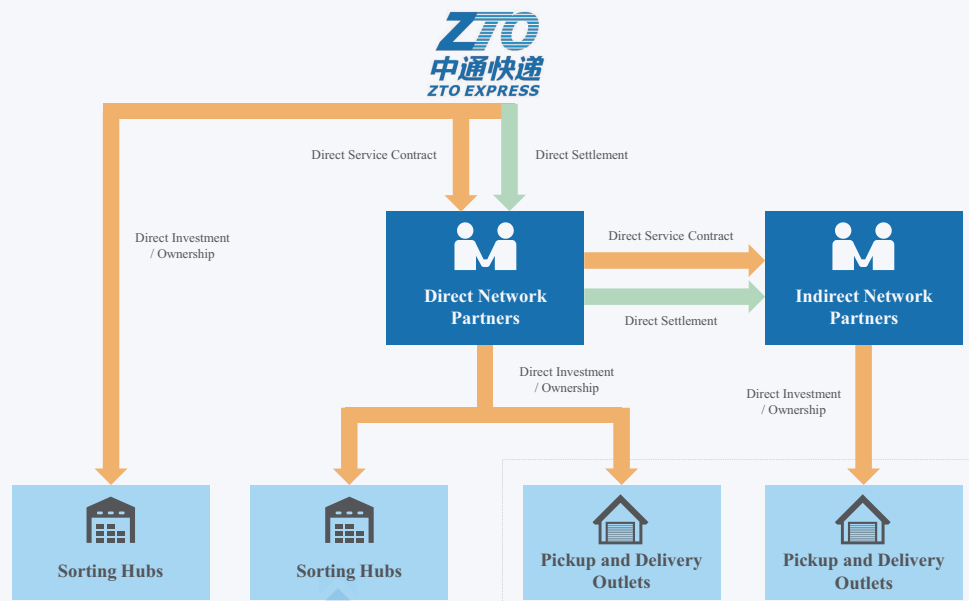 ZTO
中通快递
ZTO EXPRESS
Direct Service Contract
Direct Settlement
Direct Investment
/ Ownership
Direct Service Contract
Direct Network
Partners
Indirect Network
Partners
Direct Settlement
Direct Investment
/ Ownership
Direct Investment
/ Ownership
Sorting Hubs
Sorting Hubs
Pickup and Delivery
Outlets
Pickup and Delivery
Outlets